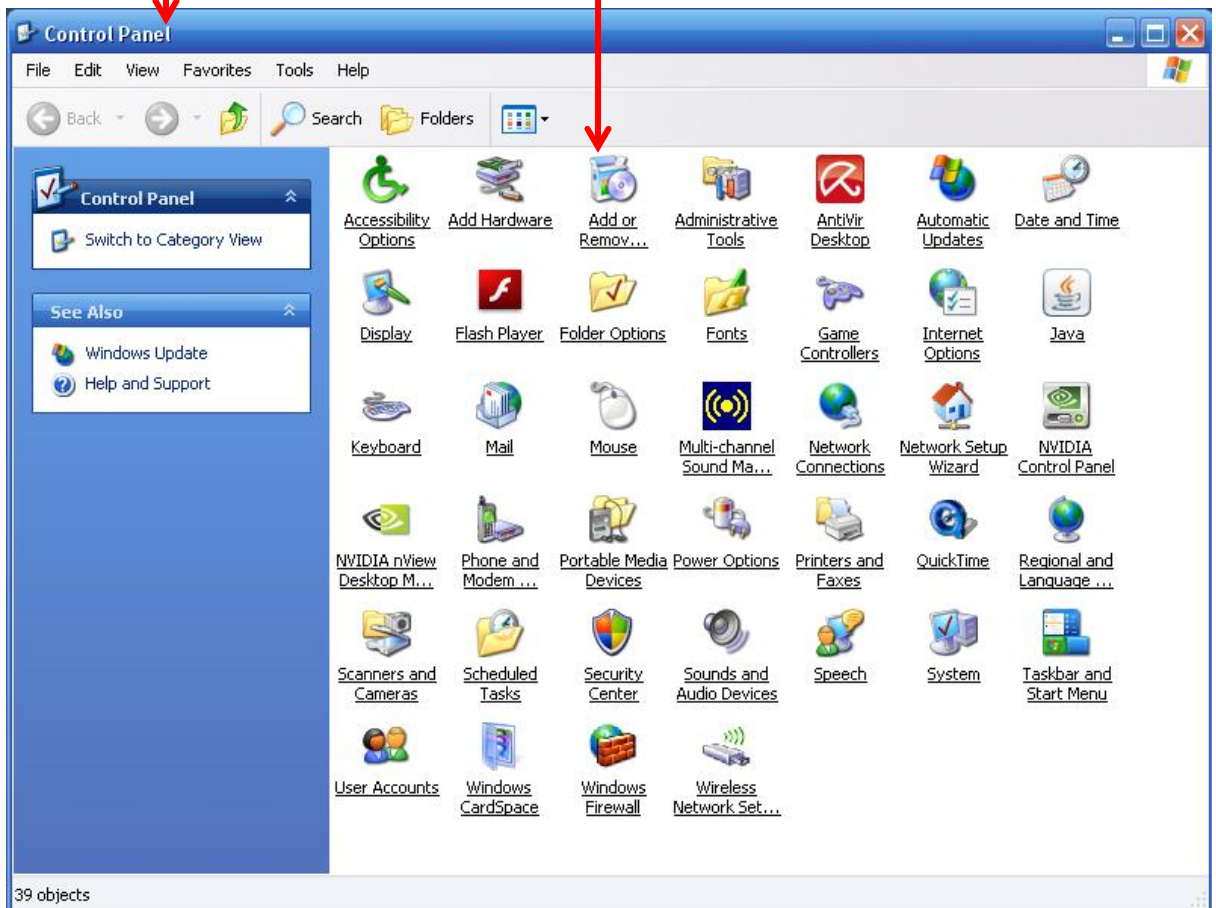 Control Panel
File Edit View Favorites Tools Help
Back Search Folders
Control Panel
Switch to Category View
See Also
Windows Update
Help and Support
Accessibility Options
Add Hardware
Add or Remov...
Administrative Tools
AntiVir Desktop
Automatic Updates
Date and Time
Display
Flash Player
Folder Options
Fonts
Game Controllers
Internet Options
Java
Keyboard
Mail
Mouse
Multi-channel Sound Ma...
Network Connections
Network Setup Wizard
NVIDIA Control Panel
NVIDIA nView Desktop M...
Phone and Modem ...
Portable Media Devices
Power Options
Printers and Faxes
QuickTime
Regional and Language ...
Scanners and Cameras
Scheduled Tasks
Security Center
Sounds and Audio Devices
Speech
System
Taskbar and Start Menu
User Accounts
Windows CardSpace
Windows Firewall
Wireless Network Set...
39 objects